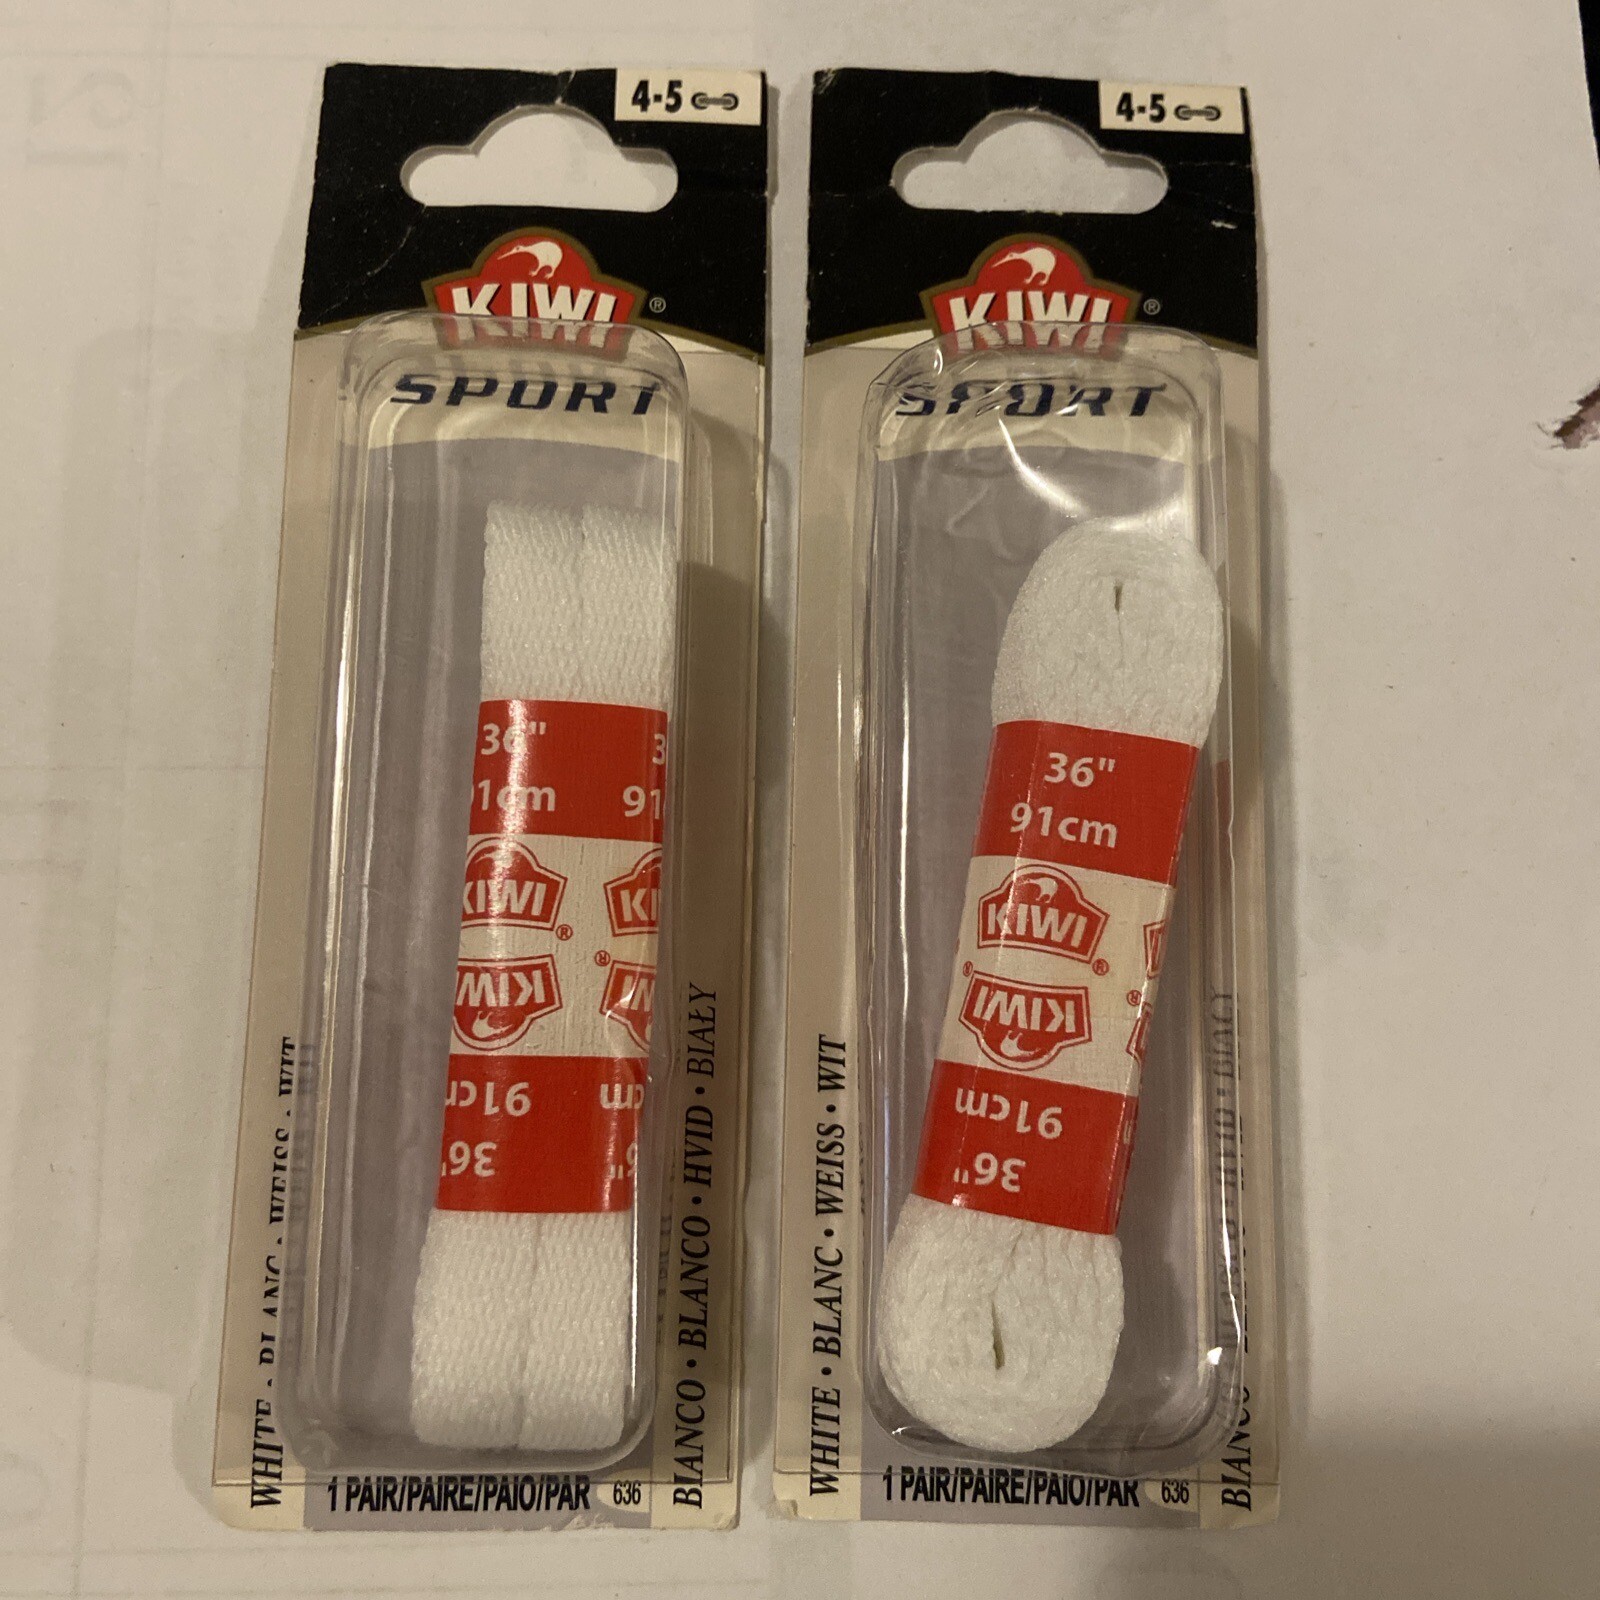 4-5
KIWI ®
SPORT
36"
91cm
91
KIWI ®
KIWI ®
91cm
36"
WHITE • BLANC • WEISS • WIT
BIANCO • BLANCO • HVID • BIAŁY
1 PAIR/PAIRE/PAIO/PAR
636
4-5
KIWI ®
SPORT
36"
91cm
KIWI ®
KIWI ®
91cm
36"
WHITE • BLANC • WEISS • WIT
BIANCO
1 PAIR/PAIRE/PAIO/PAR
636